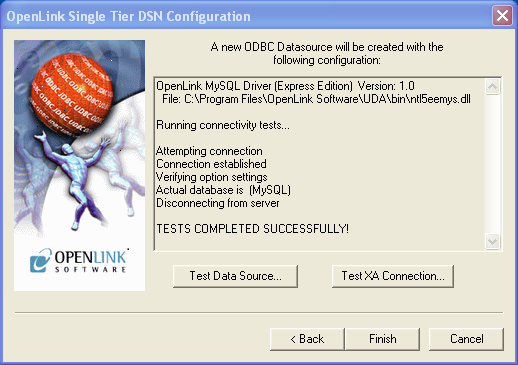 OpenLink Single Tier DSN Configuration
A new ODBC Datasource will be created with the
following configuration:
OpenLink MySQL Driver (Express Edition)  Version: 1.0
File: C:\Program Files\OpenLink Software\UDA\bin\ntl5eemys.dll
Running connectivity tests...
Attempting connection
Connection established
Verifying option settings
Actual database is  (MySQL)
Disconnecting from server
TESTS COMPLETED SUCCESSFULLY!
OPENLINK
SOFTWARE
Test Data Source...
Test XA Connection...
< Back
Finish
Cancel